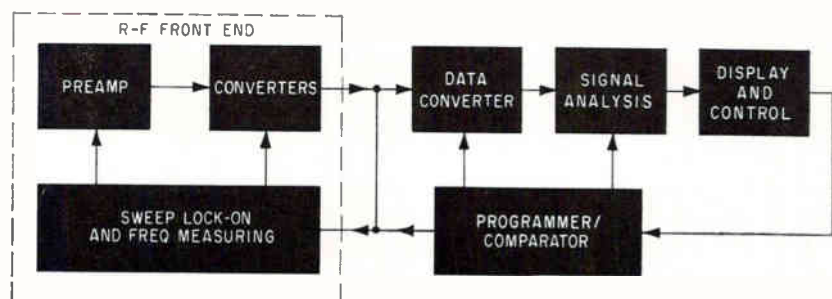 R-F FRONT END
PREAMP
CONVERTERS
DATA
CONVERTER
SIGNAL
ANALYSIS
DISPLAY
AND
CONTROL
SWEEP LOCK-ON
AND FREQ MEASURING
PROGRAMMER/
COMPARATOR